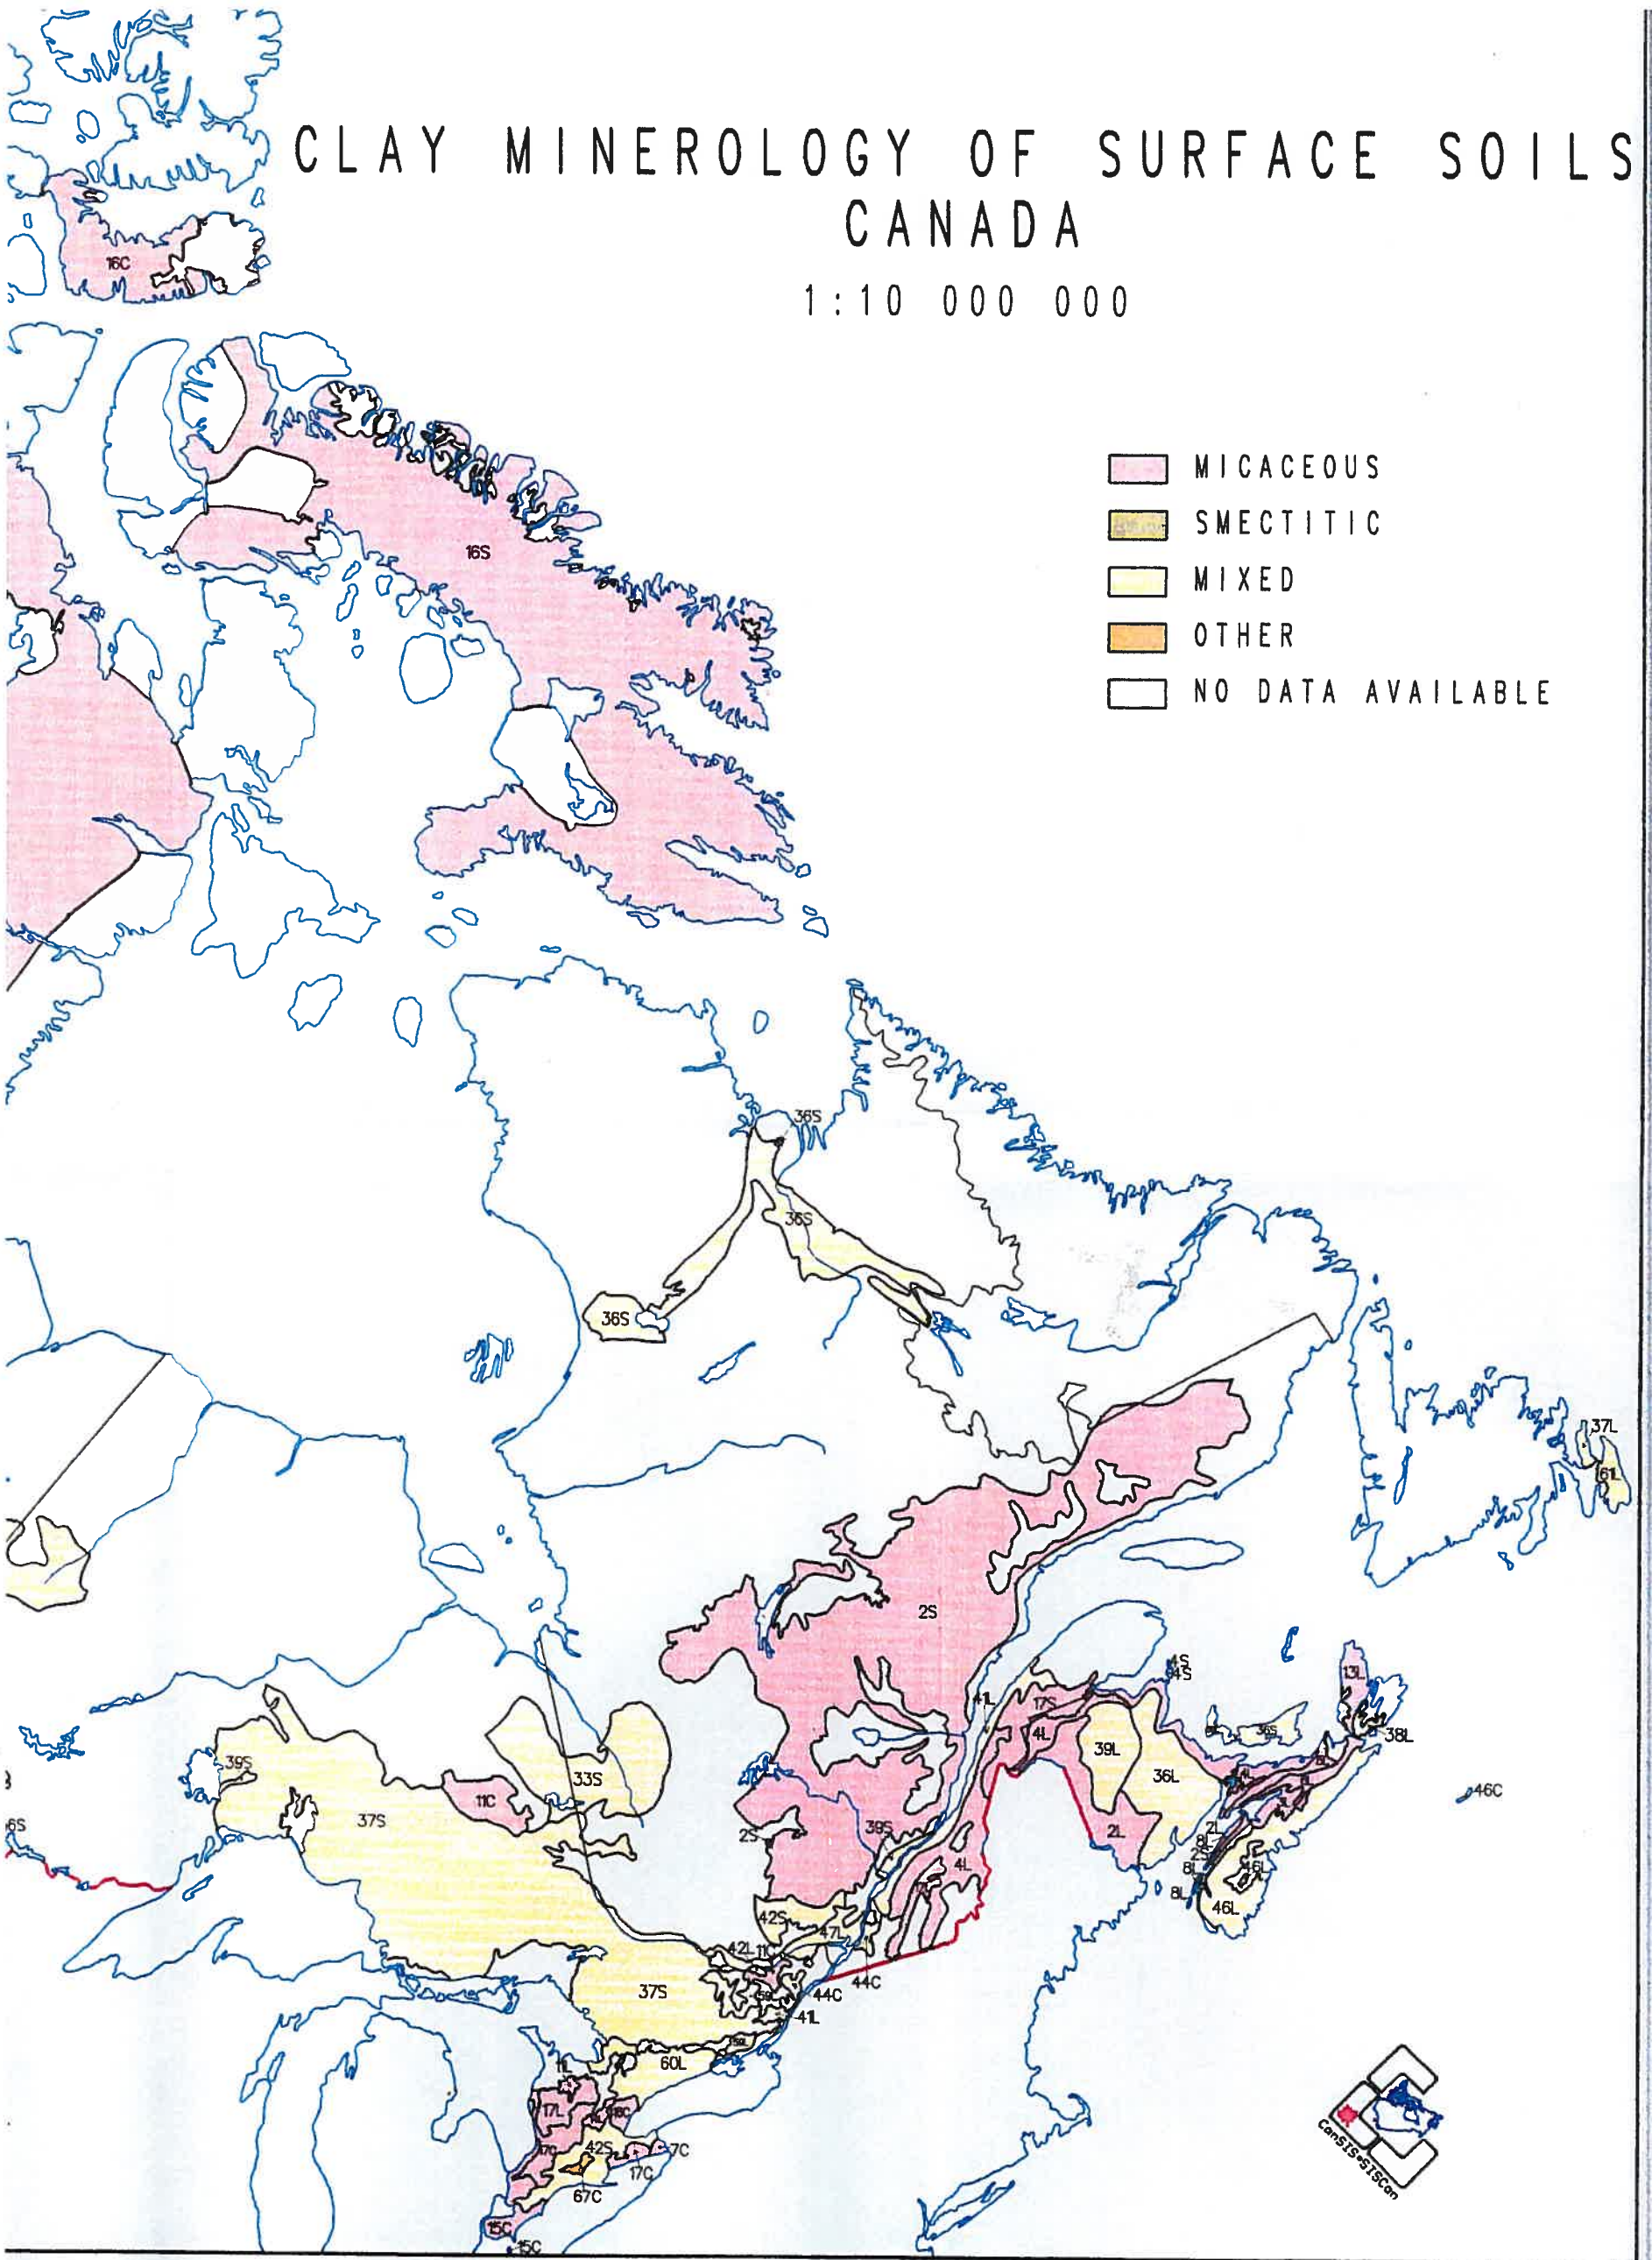 CLAY MINEROLOGY OF SURFACE SOILS
CANADA
1:10 000 000
16C
MICACEOUS
SMECTITIC
MIXED
OTHER
NO DATA AVAILABLE
16S
36S
36S
36S
37L
61L
2S
4S
4S
13L
41L
17S
4L
36S
38L
39L
36L
39S
33S
11C
46C
37S
6S
2S
39S
2L
2L
8L
2S
4L
8L
46L
8L
46L
42S
47L
42L
11C
44C
37S
44C
41L
60L
11L
17L
16C
17C
42S
7C
17C
67C
15C
15C
CanSIS•SISCan